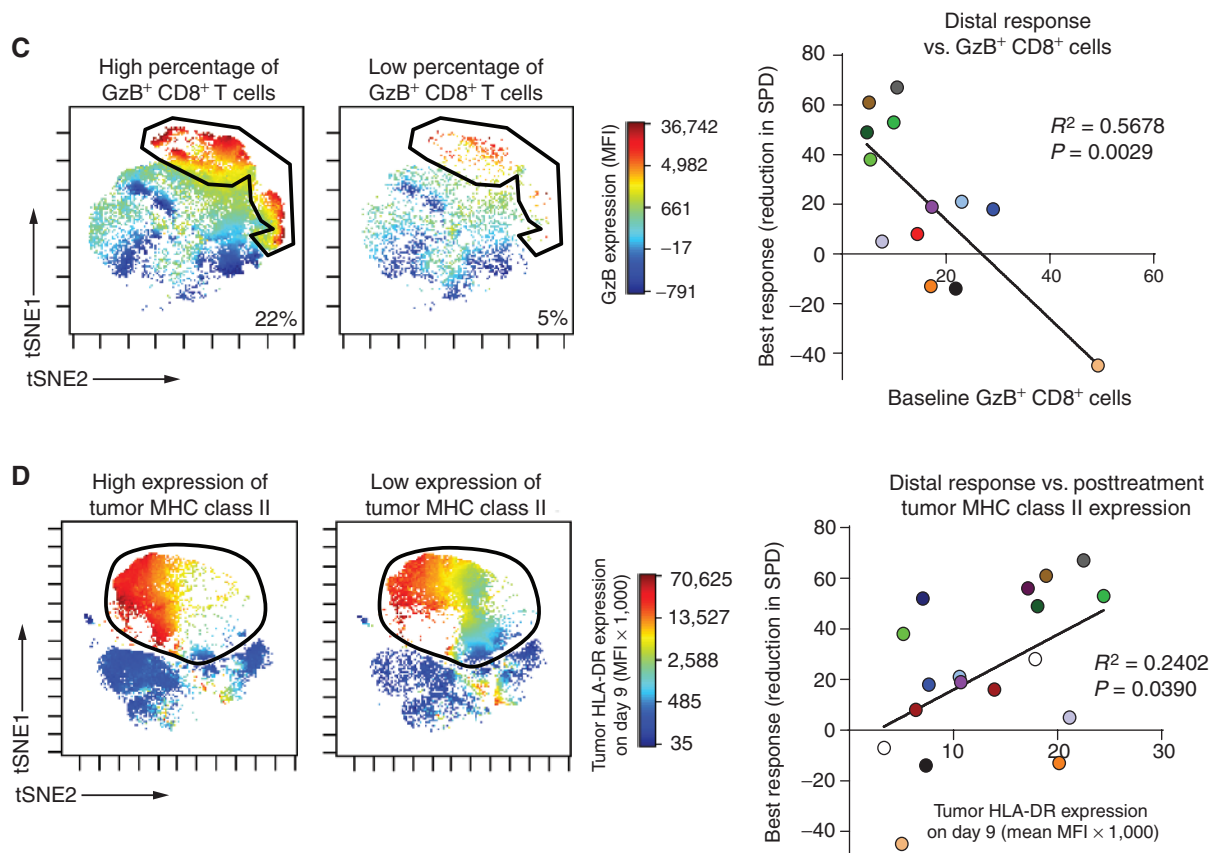 C
High percentage of
GzB⁺ CD8⁺ T cells
Low percentage of
GzB⁺ CD8⁺ T cells
22%
5%
tSNE1
tSNE2
GzB expression (MFI)
36,742
4,982
661
−17
−791
Distal response
vs. GzB⁺ CD8⁺ cells
Best response (reduction in SPD)
80
60
40
20
0
−20
−40
20
40
60
R² = 0.5678
P = 0.0029
Baseline GzB⁺ CD8⁺ cells
D
High expression of
tumor MHC class II
Low expression of
tumor MHC class II
tSNE1
tSNE2
Tumor HLA-DR expression
on day 9 (MFI × 1,000)
70,625
13,527
2,588
485
35
Distal response vs. posttreatment
tumor MHC class II expression
Best response (reduction in SPD)
80
60
40
20
0
−20
−40
10
20
30
R² = 0.2402
P = 0.0390
Tumor HLA-DR expression
on day 9 (mean MFI × 1,000)